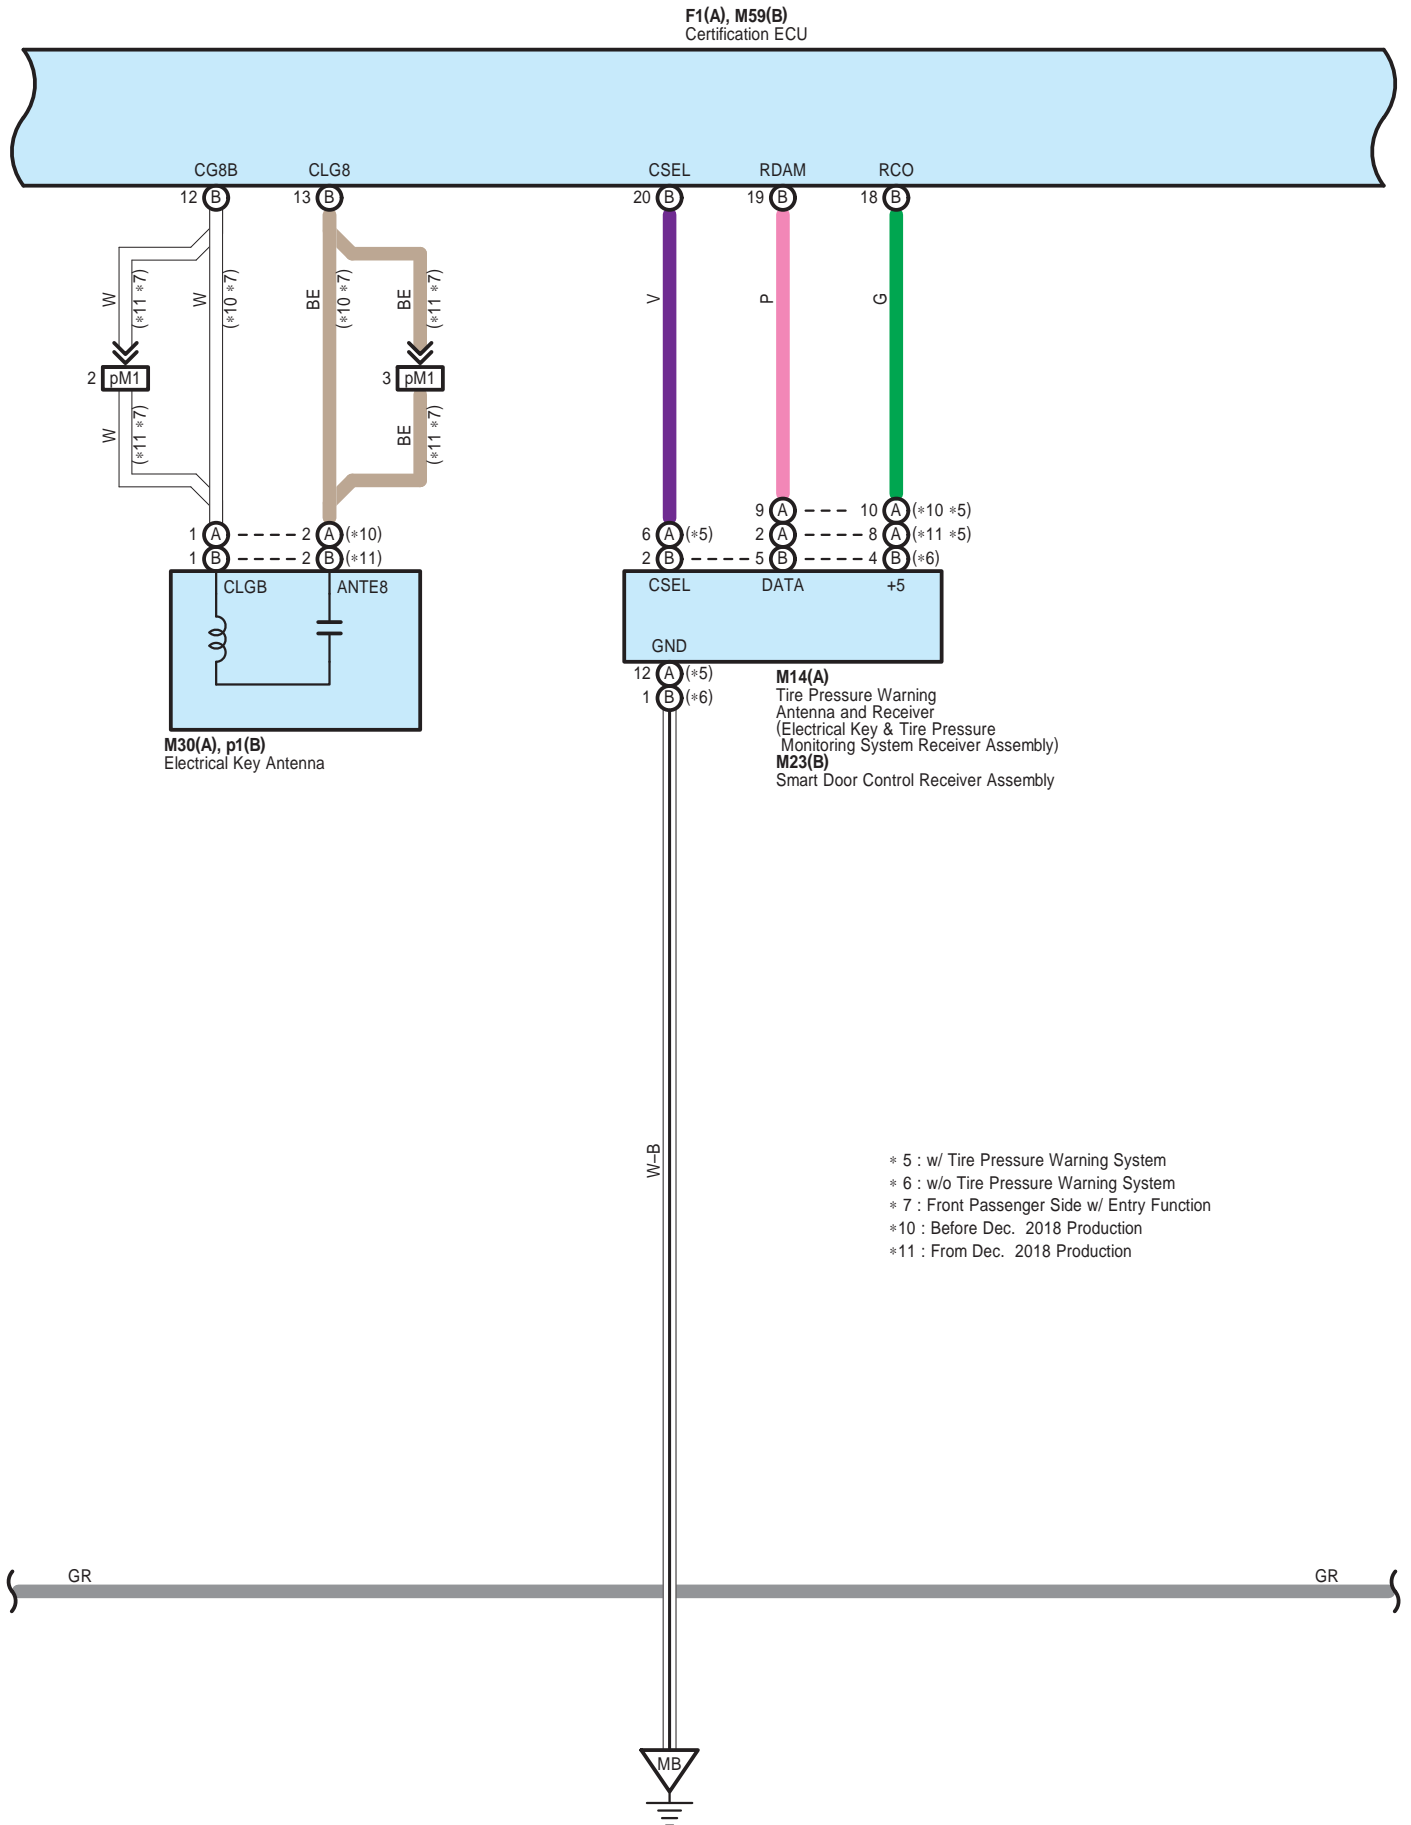 F1(A), M59(B)
Certification ECU
CG8B CLG8 CSEL RDAM RCO
12 B 13 B 20 B 19 B 18 B
W (*11 *7) W (*10 *7) BE (*10 *7) BE (*11 *7) V P G
2 pM1 3 pM1
W (*11 *7) BE (*11 *7)
9 A 10 A (*10 *5)
1 A 2 A (*10) 6 A (*5) 2 A 8 A (*11 *5)
1 B 2 B (*11) 2 B 5 B 4 B (*6)
CLGB ANTE8 CSEL DATA +5
GND
12 A (*5)
1 B (*6)
M30(A), p1(B)
Electrical Key Antenna
M14(A)
Tire Pressure Warning
Antenna and Receiver
(Electrical Key & Tire Pressure
Monitoring System Receiver Assembly)
M23(B)
Smart Door Control Receiver Assembly
W–B
* 5 : w/ Tire Pressure Warning System
* 6 : w/o Tire Pressure Warning System
* 7 : Front Passenger Side w/ Entry Function
*10 : Before Dec. 2018 Production
*11 : From Dec. 2018 Production
GR GR
MB